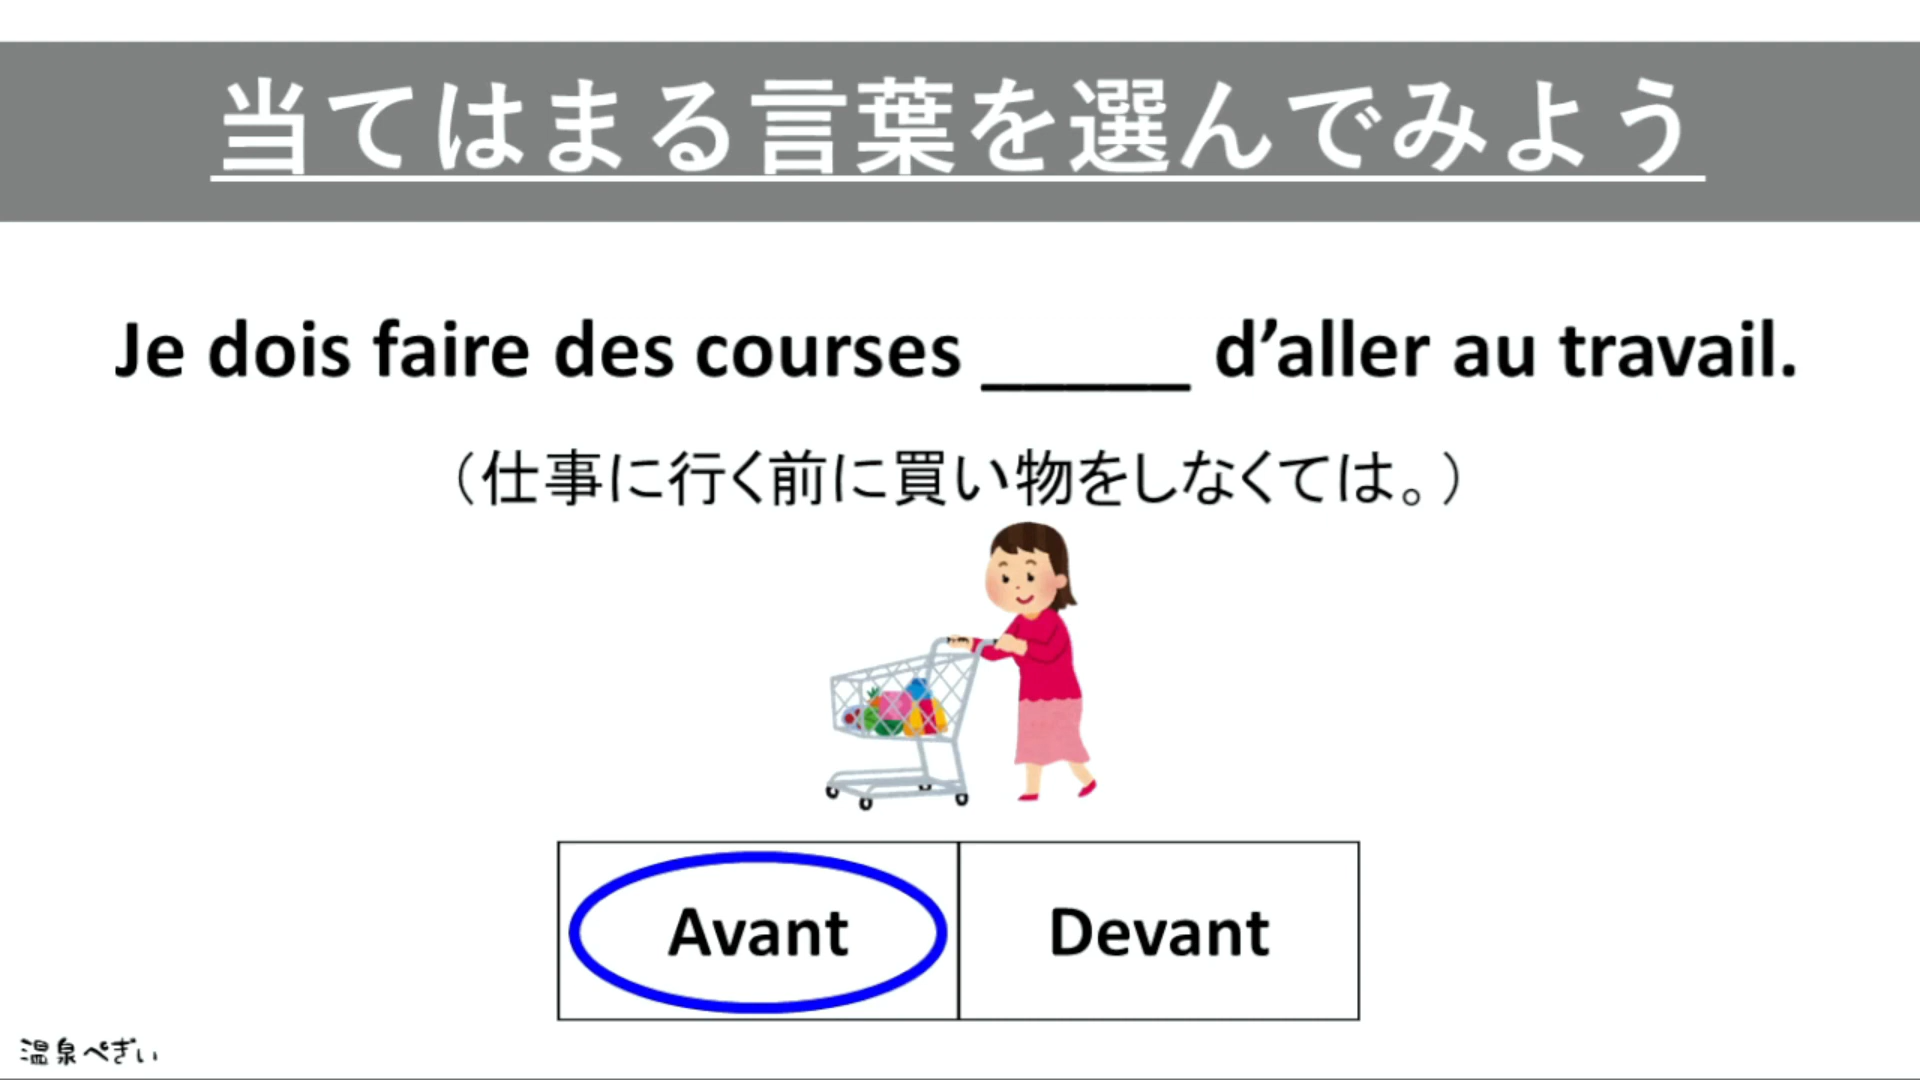 当てはまる言葉を選んでみよう
Je dois faire des courses _____ d’aller au travail.
（仕事に行く前に買い物をしなくては。）
Avant
Devant
温泉ぺぎぃ